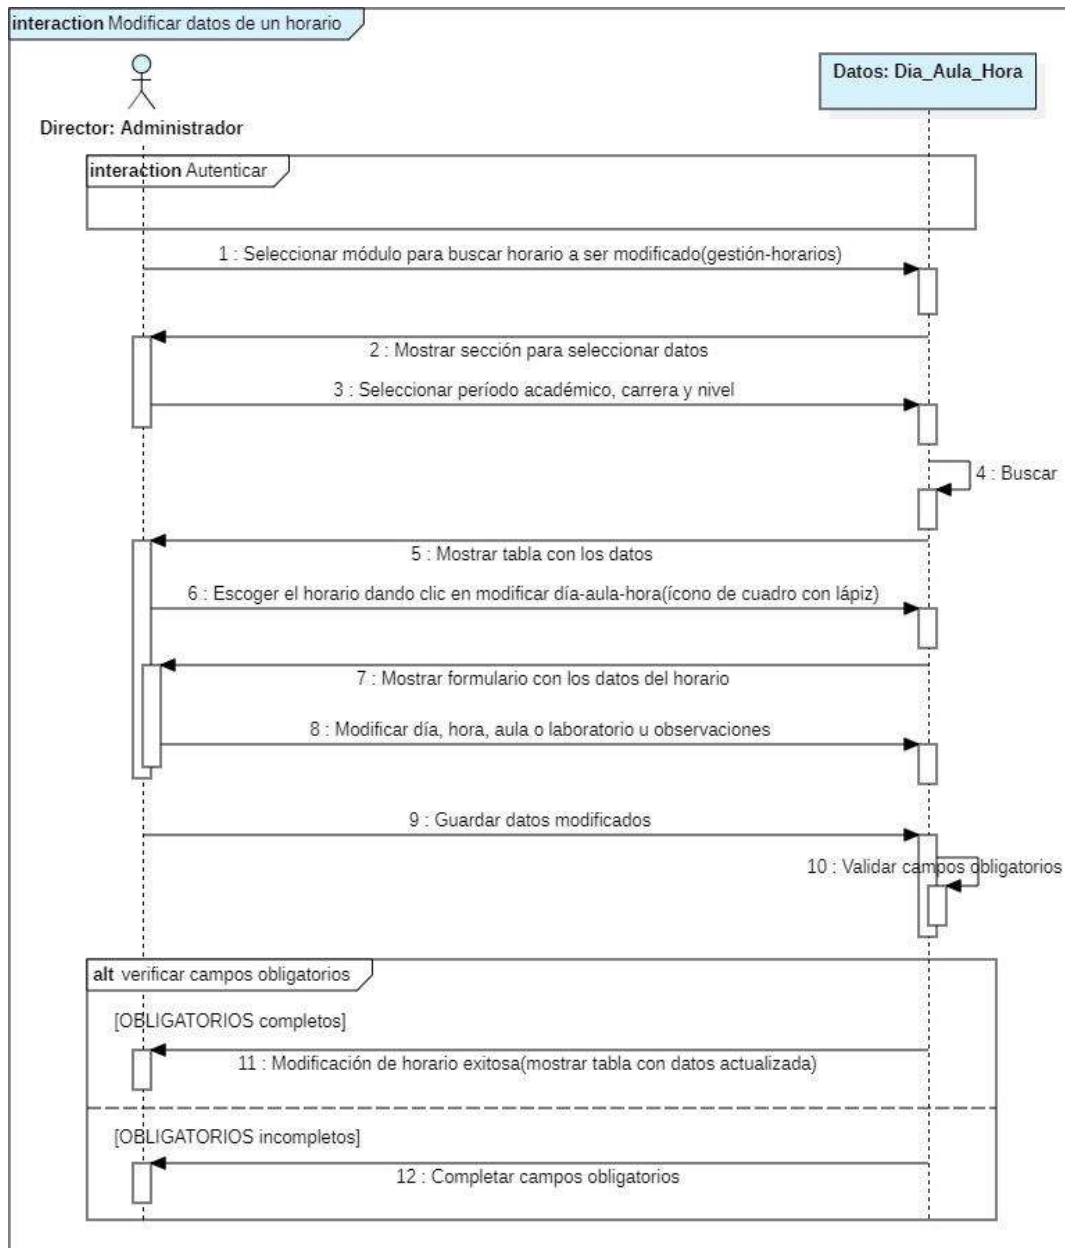 interaction Modificar datos de un horario
Datos: Dia_Aula_Hora
Director: Administrador
interaction Autenticar
1 : Seleccionar módulo para buscar horario a ser modificado(gestión-horarios)
2 : Mostrar sección para seleccionar datos
3 : Seleccionar período académico, carrera y nivel
4 : Buscar
5 : Mostrar tabla con los datos
6 : Escoger el horario dando clic en modificar día-aula-hora(ícono de cuadro con lápiz)
7 : Mostrar formulario con los datos del horario
8 : Modificar día, hora, aula o laboratorio u observaciones
9 : Guardar datos modificados
10 : Validar campos obligatorios
alt verificar campos obligatorios
[OBLIGATORIOS completos]
11 : Modificación de horario exitosa(mostrar tabla con datos actualizada)
[OBLIGATORIOS incompletos]
12 : Completar campos obligatorios